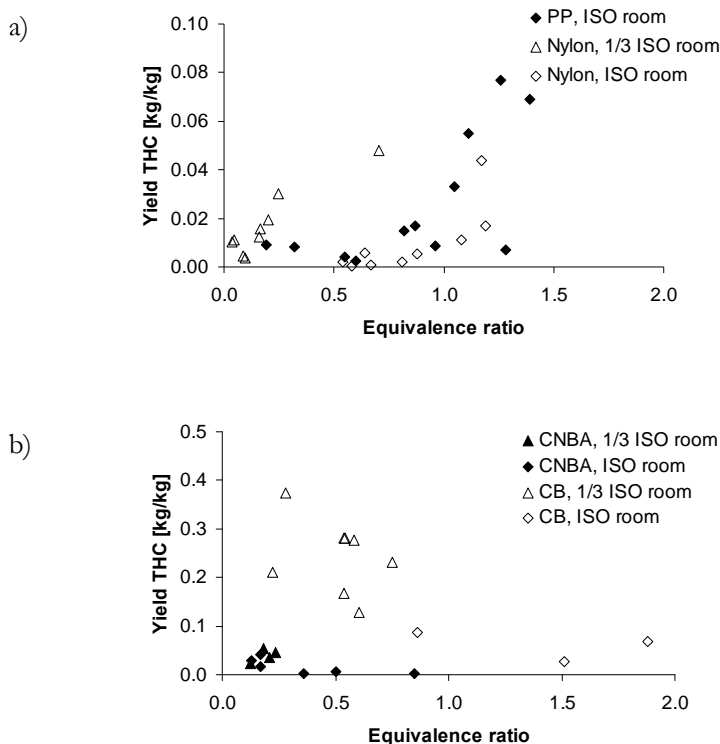 a)
PP, ISO room
Nylon, 1/3 ISO room
Nylon, ISO room
Yield THC [kg/kg]
0.10
0.08
0.06
0.04
0.02
0.00
0.0 0.5 1.0 1.5 2.0
Equivalence ratio
b)
CNBA, 1/3 ISO room
CNBA, ISO room
CB, 1/3 ISO room
CB, ISO room
Yield THC [kg/kg]
0.5
0.4
0.3
0.2
0.1
0.0
0.0 0.5 1.0 1.5 2.0
Equivalence ratio